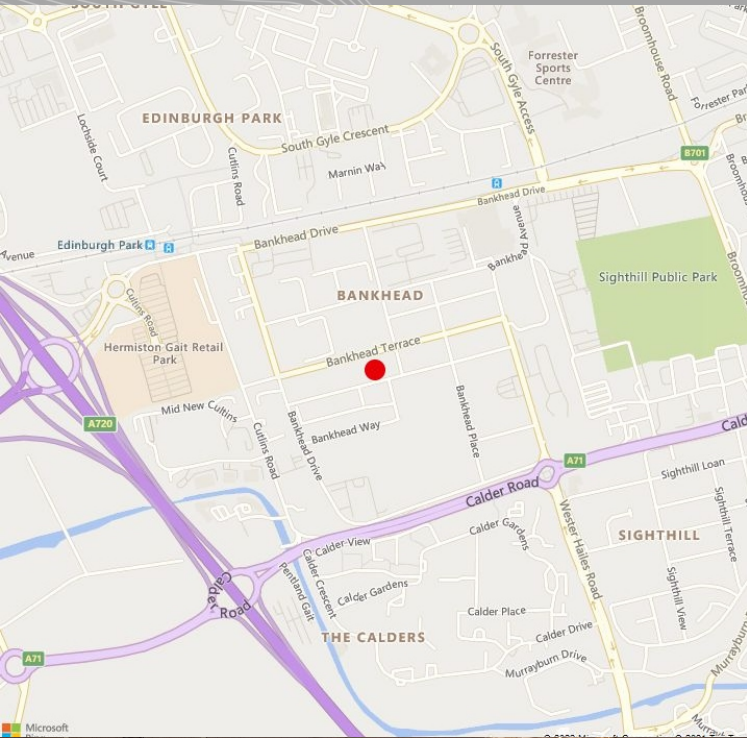 SOUTH GYLE
Broomhouse Road
South Gyle Access
Forrester
Sports
Centre
Forrester Par
Lochside Court
EDINBURGH PARK
South Gyle Crescent
Cutlins Road
Marnin Way
B701
Bankhead Drive
Bankhead Drive
Edinburgh Park
Avenue
Cutlins Road
BANKHEAD
Sighthill Public Park
Hermiston Gait Retail
Park
Bankhead Terrace
Mid New Cultins
A720
Cutlins Road
Bankhead Drive
Bankhead Way
Bankhead Place
A71
Calder Road
Sighthill Loan
Sighthill Terrace
Calder Gardens
Wester Hailes Road
SIGHTHILL
Calder View
Calder Crescent
Pentland Gait
Calder Gardens
Calder Road
Calder Place
Sighthill View
THE CALDERS
Calder Drive
Murrayburn Drive
A71
Microsoft